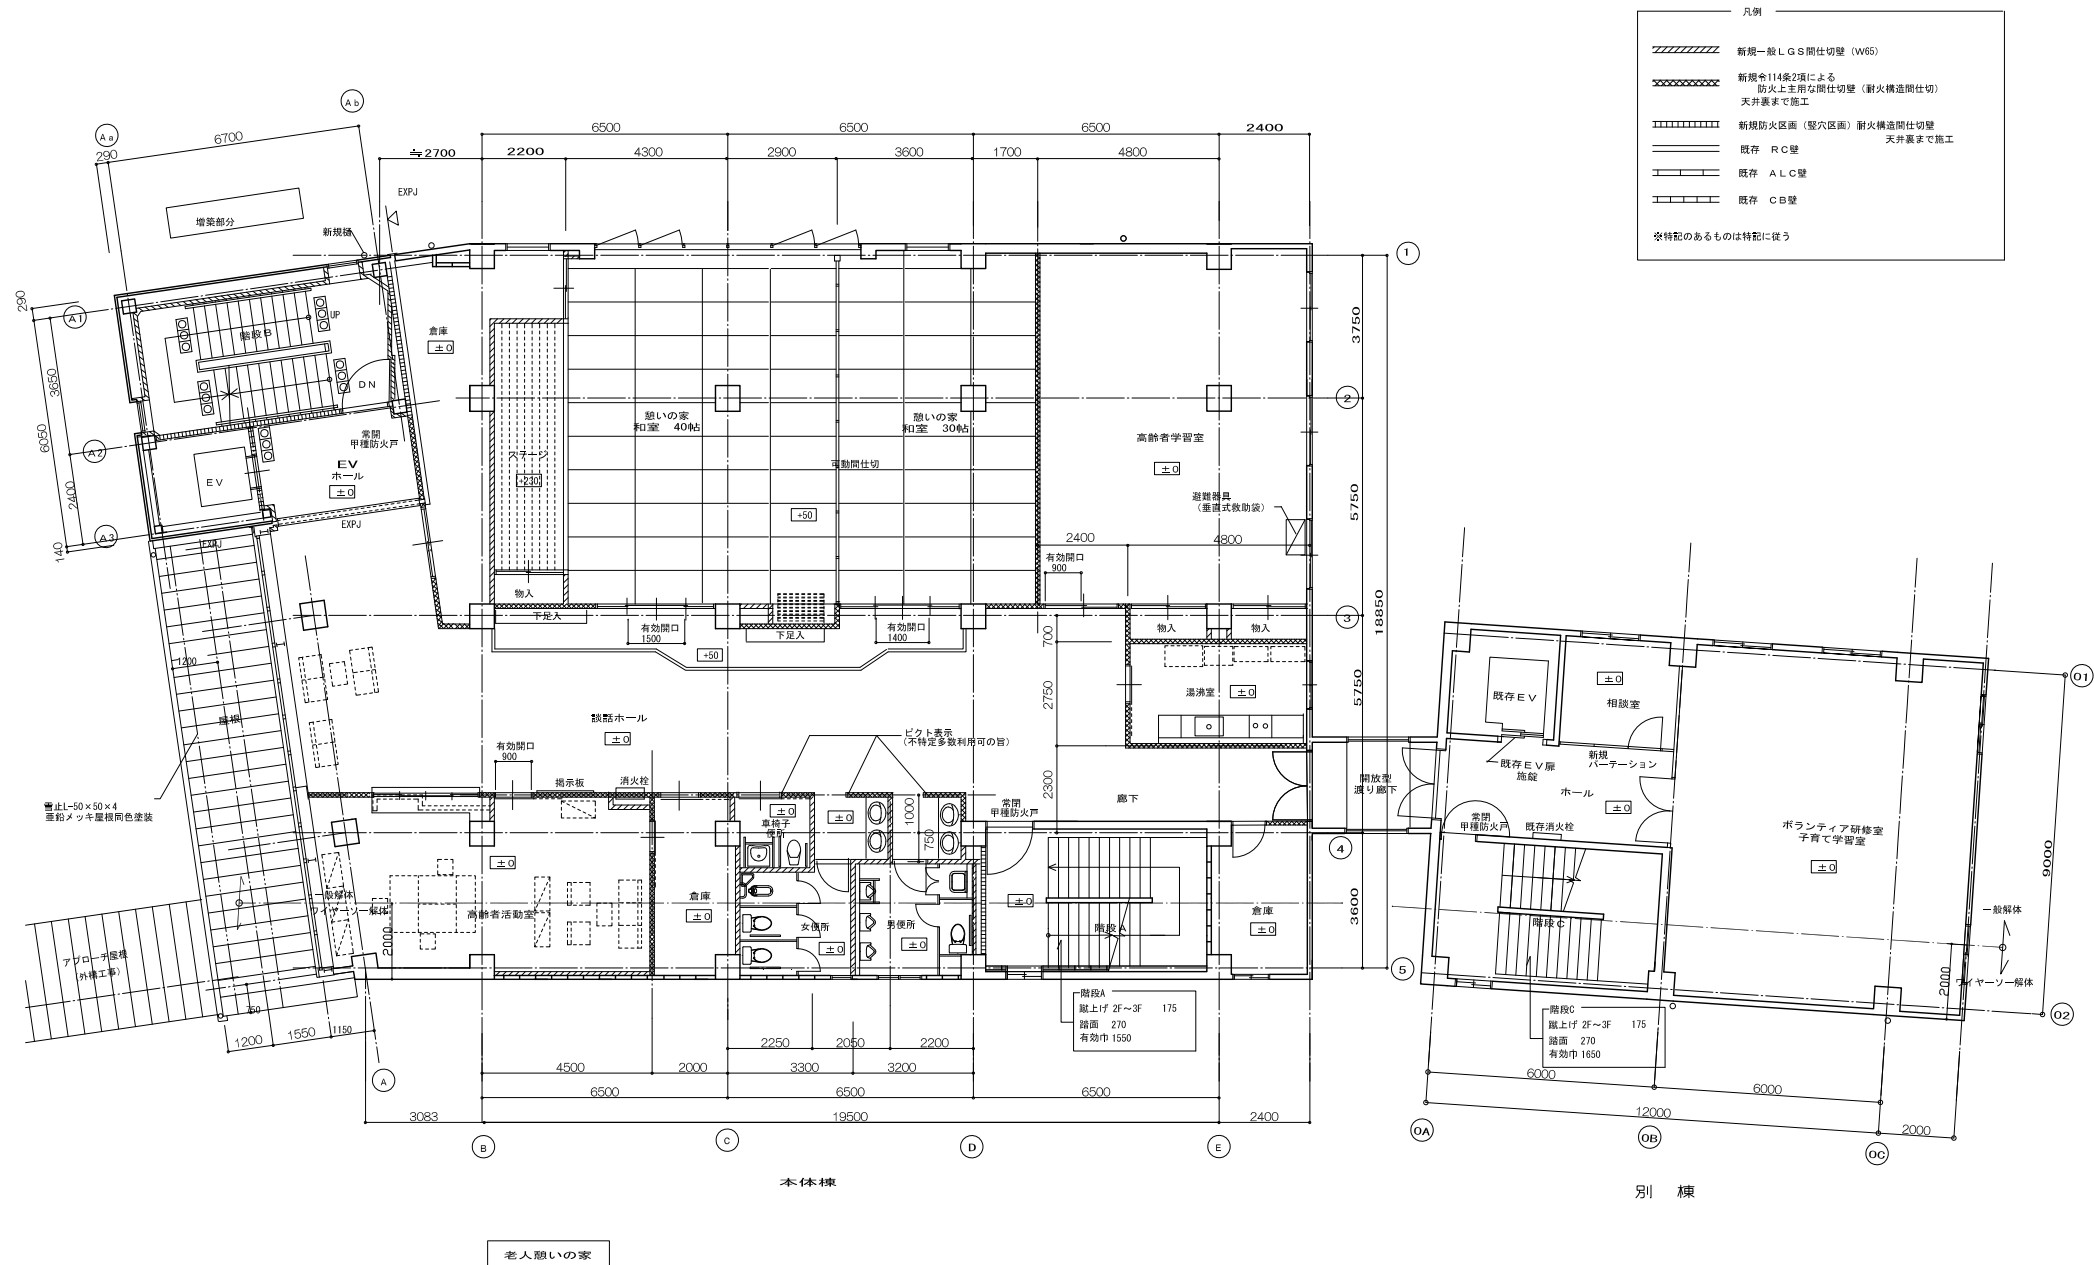 凡例
新規一般LGS間仕切壁（W65）
新規令114条2項による
防火上主用な間仕切壁（耐火構造間仕切）
天井裏まで施工
新規防火区画（竪穴区画）耐火構造間仕切壁
天井裏まで施工
既存 RC壁
既存 ALC壁
既存 CB壁
※特記のあるものは特記に従う
Aa
Ab
6700
290
増築部分
新規樋
EXPJ
≒2700
6500
6500
6500
2400
2200
4300
2900
3600
1700
4800
290
A1
3650
6050
A2
2400
A3
140
階段B
UP
DN
常開
甲種防火戸
EV
EV
ホール
±0
EXPJ
EXPJ
倉庫
±0
ステージ
+230
物入
下足入
憩いの家
和室 40帖
憩いの家
和室 30帖
可動間仕切
+50
高齢者学習室
±0
避難器具
（垂直式救助袋）
2400
4800
有効開口
900
1
3750
2
5750
3
18850
5750
4
3600
5
有効開口
1500
下足入
有効開口
1400
+50
物入
物入
700
2750
2300
湯沸室
±0
談話ホール
±0
ピクト表示
（不特定多数利用可の旨）
1200
屋根
雪止L-50×50×4
亜鉛メッキ屋根同色塗装
有効開口
900
掲示板
消火栓
±0
車椅子
便所
±0
1000
750
常閉
甲種防火戸
廊下
開放型
渡り廊下
±0
一般解体
ワイヤーソー解体
2000
高齢者活動室
倉庫
±0
女便所
±0
男便所
±0
±0
階段A
倉庫
±0
アプローチ屋根
（外構工事）
750
1200
1550
1150
A
階段A
蹴上げ 2F～3F 175
踏面 270
有効巾 1550
2250
2050
2200
4500
2000
3300
3200
6500
6500
6500
3083
19500
2400
B
C
D
E
本体棟
既存EV
±0
相談室
既存EV扉
施錠
新規
パーテーション
ホール
±0
常閉
甲種防火戸
既存消火栓
ボランティア研修室
子育て学習室
±0
階段C
01
9000
一般解体
2000
ワイヤーソー解体
02
階段C
蹴上げ 2F～3F 175
踏面 270
有効巾 1650
6000
6000
12000
2000
0A
0B
0C
別 棟
老人憩いの家